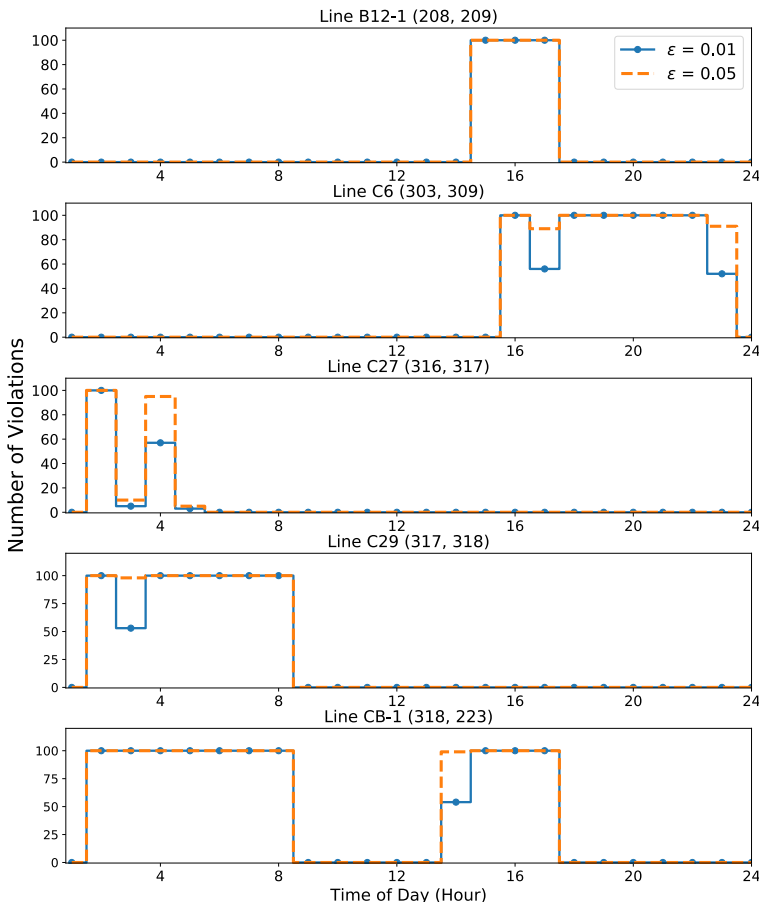 Line B12-1 (208, 209)
100
80
60
40
20
0
ε = 0.01
ε = 0.05
4 8 12 16 20 24
Line C6 (303, 309)
100
80
60
40
20
0
4 8 12 16 20 24
Line C27 (316, 317)
100
80
60
40
20
0
4 8 12 16 20 24
Number of Violations
Line C29 (317, 318)
100
75
50
25
0
4 8 12 16 20 24
Line CB-1 (318, 223)
100
75
50
25
0
4 8 12 16 20 24
Time of Day (Hour)